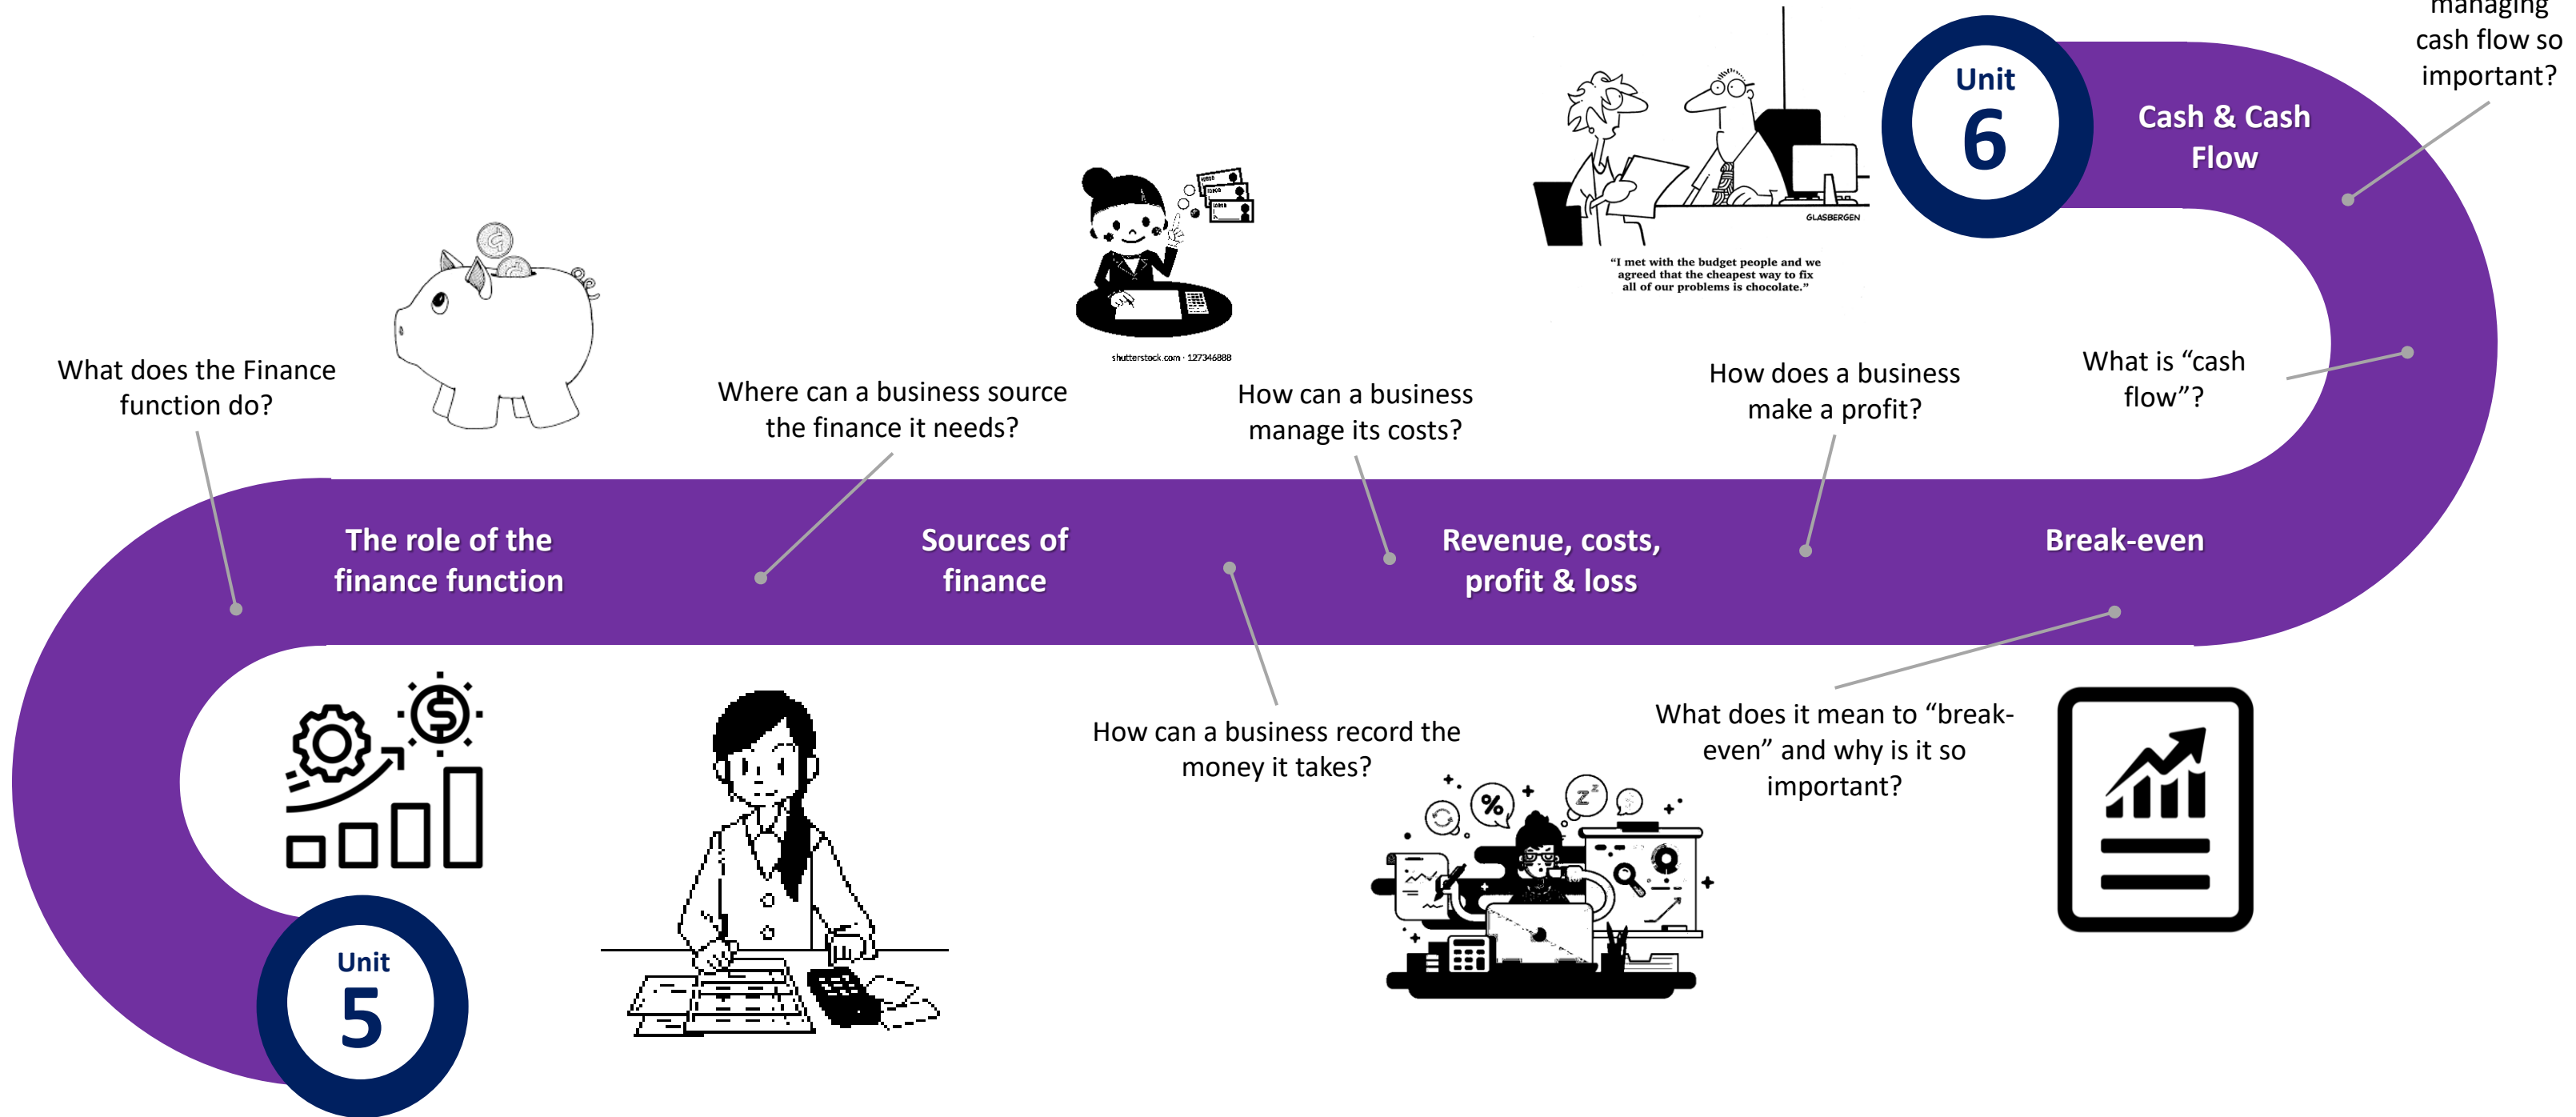 managing
cash flow so
important?
Unit
6
Cash & Cash
Flow
GLASBERGEN
“I met with the budget people and we
agreed that the cheapest way to fix
all of our problems is chocolate.”
shutterstock.com · 127346888
What does the Finance
function do?
Where can a business source
the finance it needs?
How can a business
manage its costs?
How does a business
make a profit?
What is “cash
flow”?
The role of the
finance function
Sources of
finance
Revenue, costs,
profit & loss
Break-even
How can a business record the
money it takes?
What does it mean to “break-
even” and why is it so
important?
%
Z z
$
Unit
5